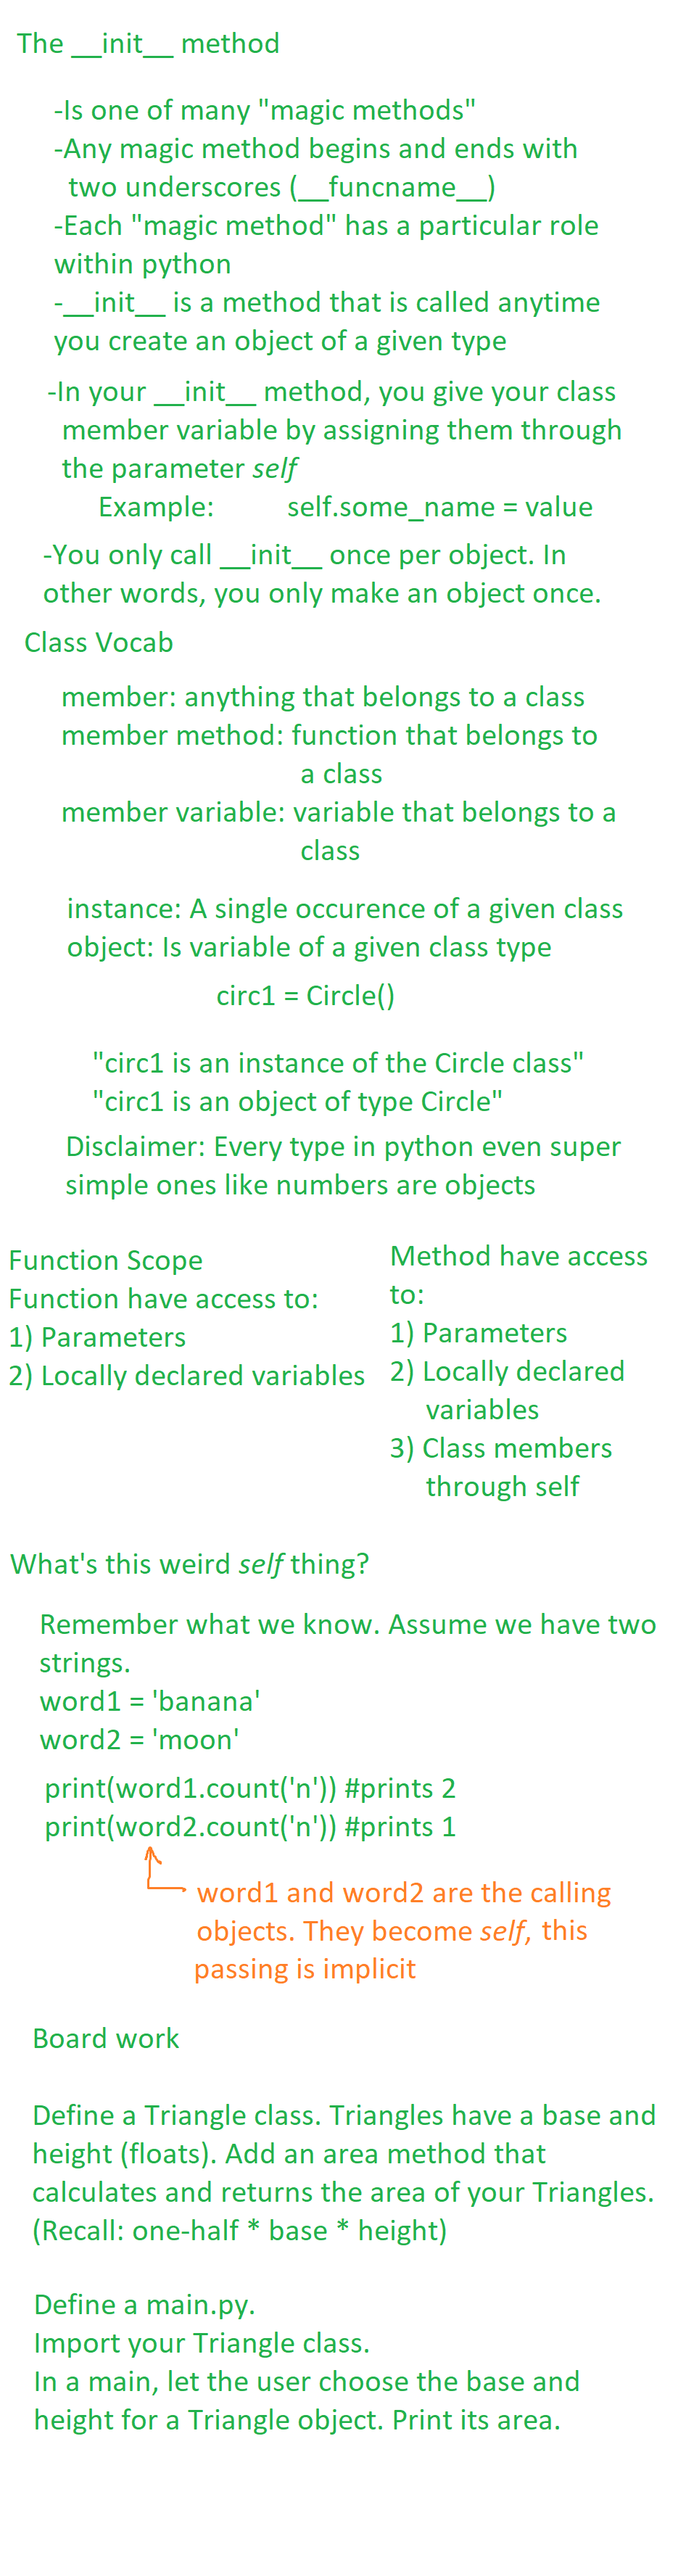 The __init__ method
-Is one of many "magic methods"
-Any magic method begins and ends with
two underscores (__funcname__)
-Each "magic method" has a particular role
within python
-__init__ is a method that is called anytime
you create an object of a given type
-In your __init__ method, you give your class
member variable by assigning them through
the parameter self
Example: self.some_name = value
-You only call __init__ once per object. In
other words, you only make an object once.
Class Vocab
member: anything that belongs to a class
member method: function that belongs to
a class
member variable: variable that belongs to a
class
instance: A single occurence of a given class
object: Is variable of a given class type
circ1 = Circle()
"circ1 is an instance of the Circle class"
"circ1 is an object of type Circle"
Disclaimer: Every type in python even super
simple ones like numbers are objects
Function Scope
Function have access to:
1) Parameters
2) Locally declared variables
Method have access
to:
1) Parameters
2) Locally declared
variables
3) Class members
through self
What's this weird self thing?
Remember what we know. Assume we have two
strings.
word1 = 'banana'
word2 = 'moon'
print(word1.count('n')) #prints 2
print(word2.count('n')) #prints 1
word1 and word2 are the calling
objects. They become self, this
passing is implicit
Board work
Define a Triangle class. Triangles have a base and
height (floats). Add an area method that
calculates and returns the area of your Triangles.
(Recall: one-half * base * height)
Define a main.py.
Import your Triangle class.
In a main, let the user choose the base and
height for a Triangle object. Print its area.